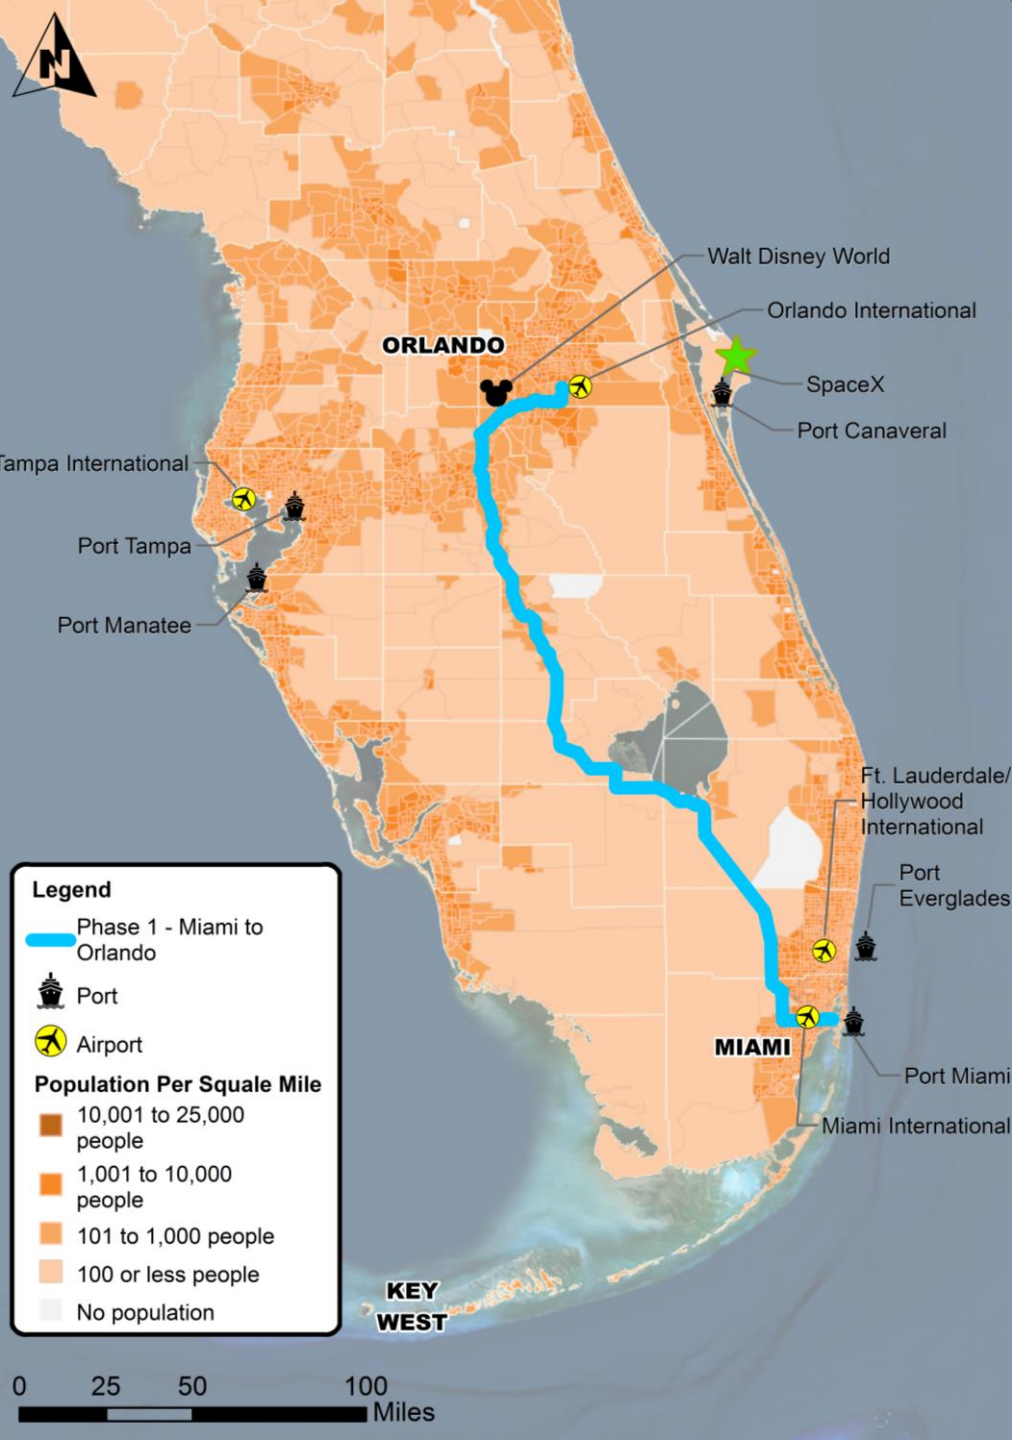 N
Walt Disney World
Orlando International
ORLANDO
SpaceX
Port Canaveral
Tampa International
Port Tampa
Port Manatee
Ft. Lauderdale/
Hollywood
International
Port
Everglades
MIAMI
Port Miami
Miami International
Legend
Phase 1 - Miami to
Orlando
Port
Airport
Population Per Squale Mile
10,001 to 25,000
people
1,001 to 10,000
people
101 to 1,000 people
100 or less people
No population
KEY
WEST
0 25 50 100
Miles